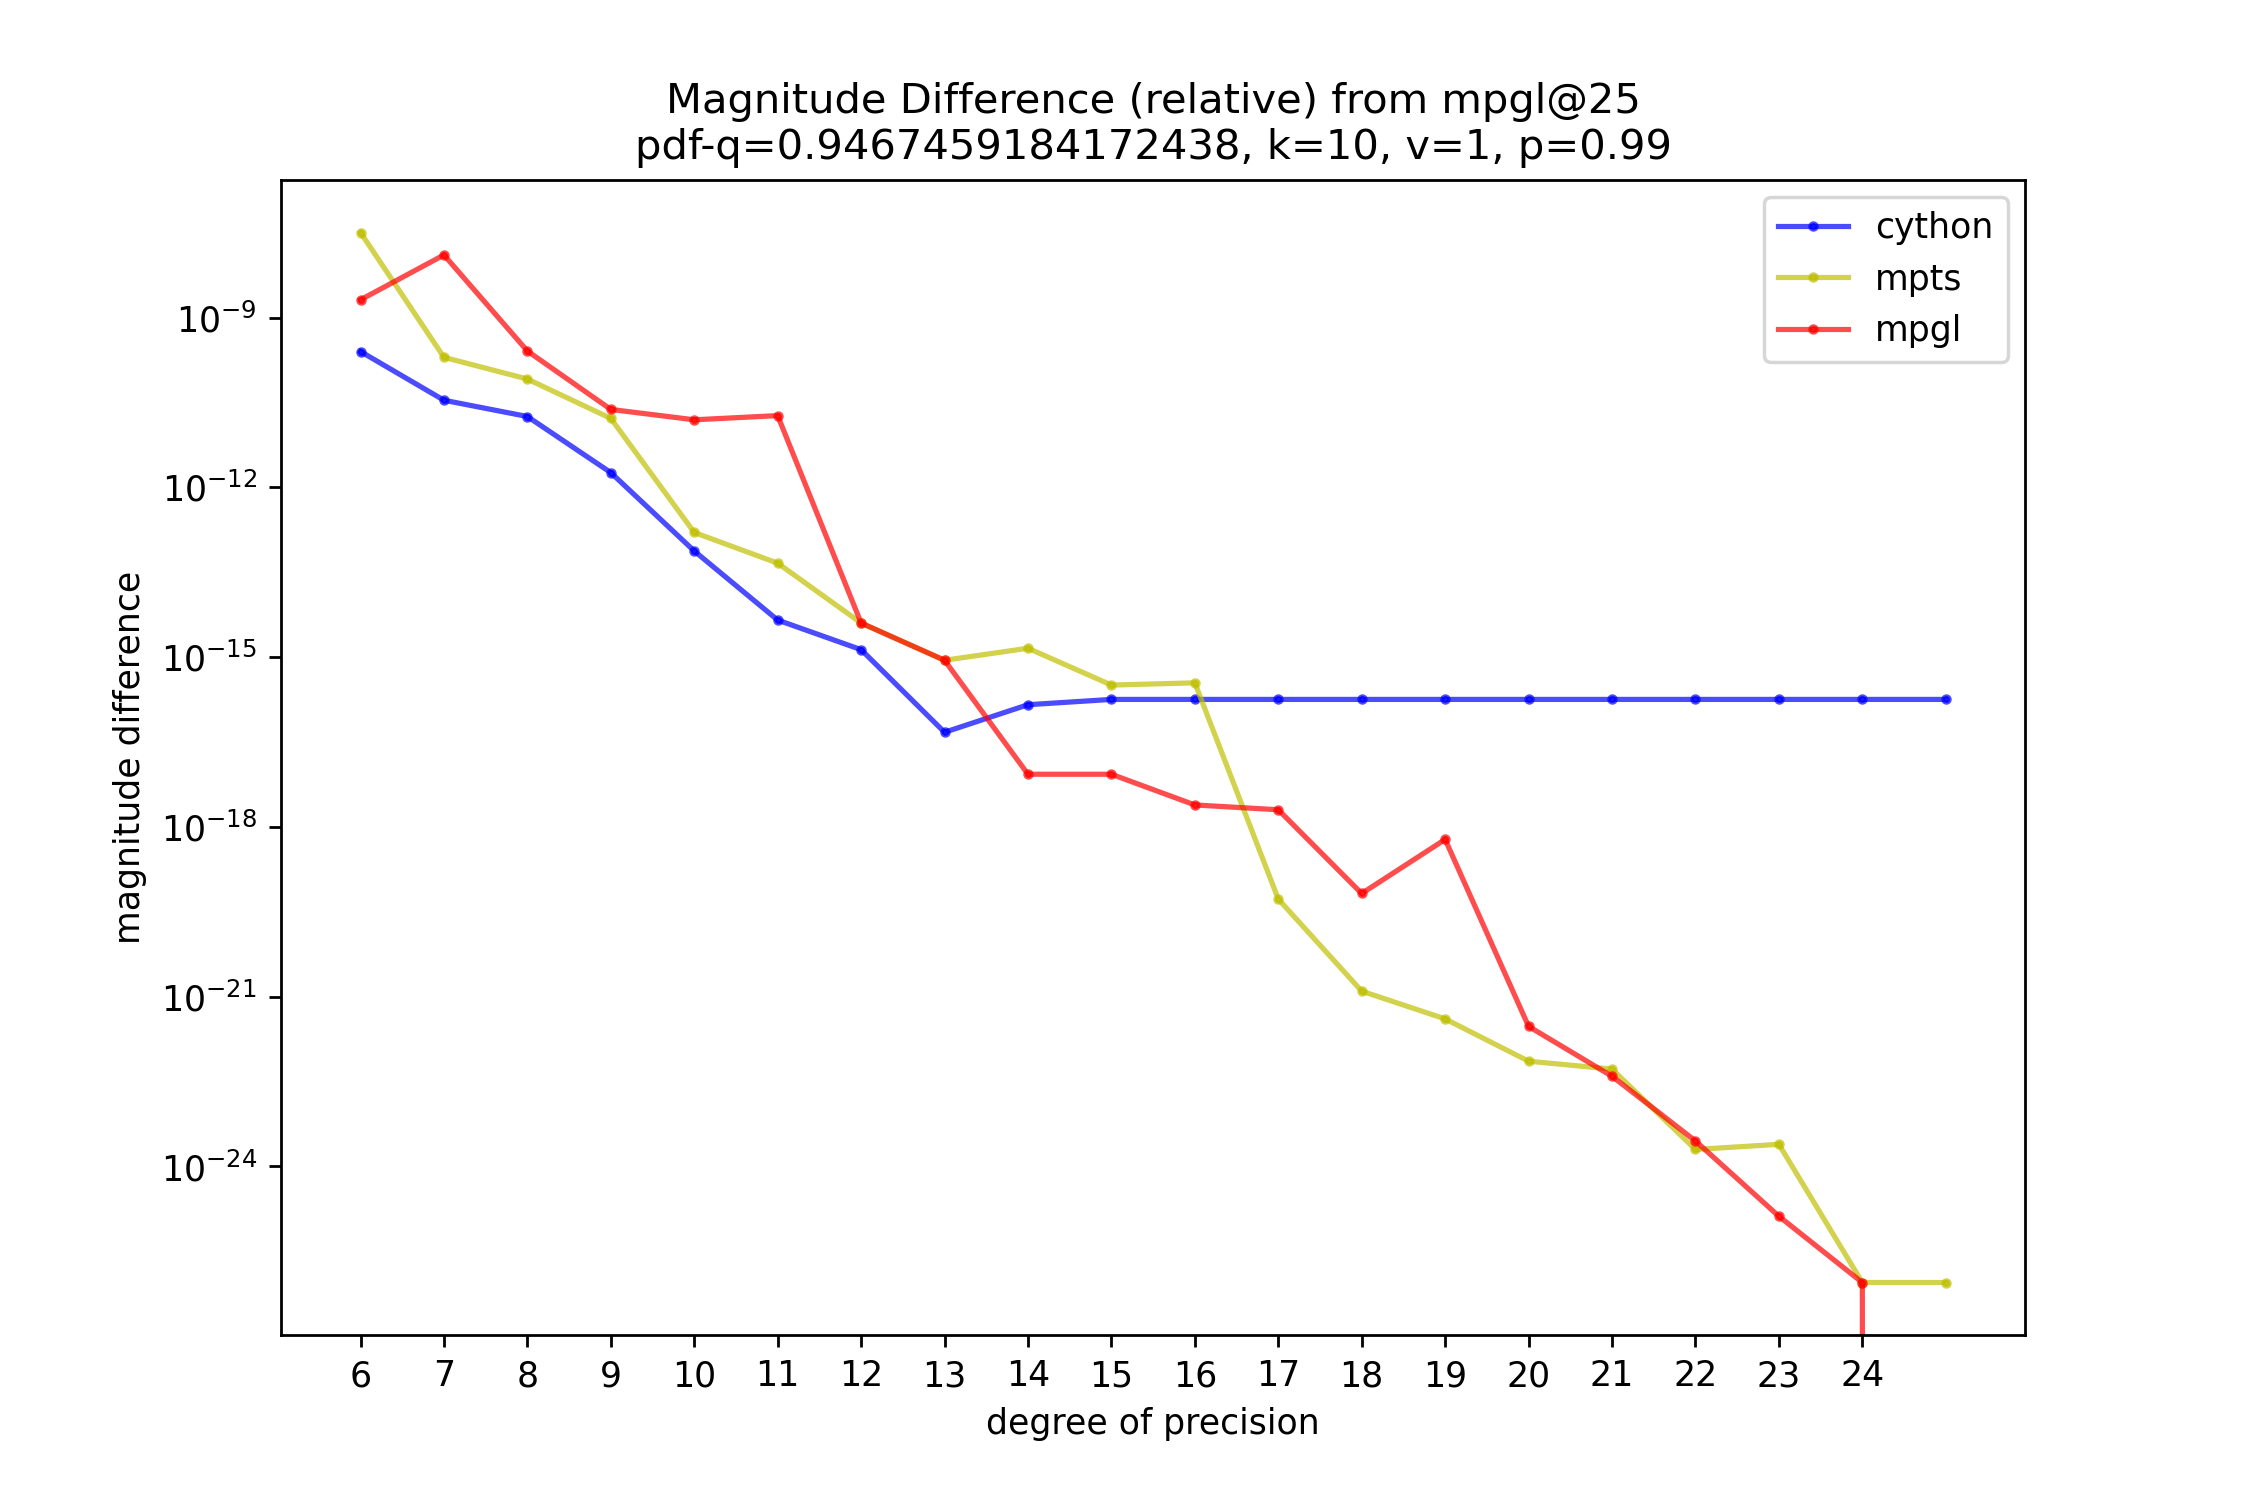 Magnitude Difference (relative) from mpgl@25
pdf-q=0.9467459184172438, k=10, v=1, p=0.99
cython
mpts
mpgl
magnitude difference
10⁻⁹
10⁻¹²
10⁻¹⁵
10⁻¹⁸
10⁻²¹
10⁻²⁴
6 7 8 9 10 11 12 13 14 15 16 17 18 19 20 21 22 23 24
degree of precision